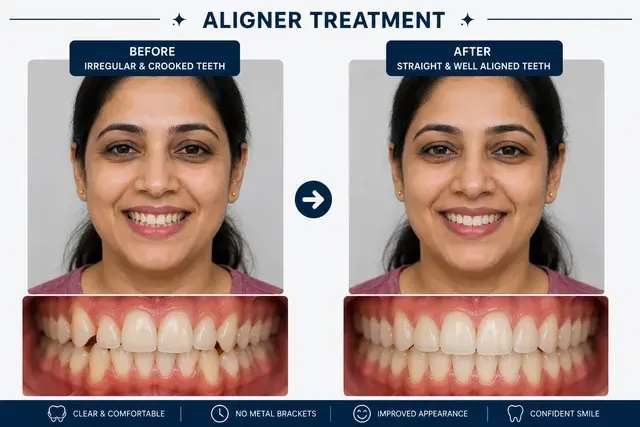 ALIGNER TREATMENT
BEFORE
IRREGULAR & CROOKED TEETH
AFTER
STRAIGHT & WELL ALIGNED TEETH
CLEAR & COMFORTABLE
NO METAL BRACKETS
IMPROVED APPEARANCE
CONFIDENT SMILE